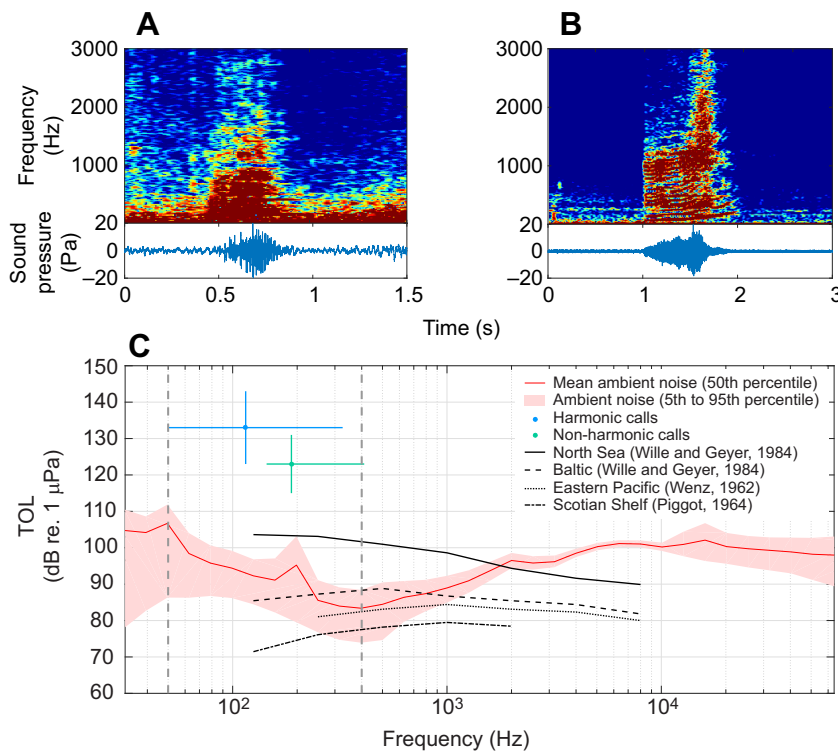 A
B
3000
2000
1000
20
0
–20
Frequency
(Hz)
Sound
pressure
(Pa)
0
0.5
1
1.5
3000
2000
1000
20
0
–20
0
1
2
3
Time (s)
C
150
140
130
120
110
100
90
80
70
60
TOL
(dB re. 1 μPa)
Mean ambient noise (50th percentile)
Ambient noise (5th to 95th percentile)
Harmonic calls
Non-harmonic calls
North Sea (Wille and Geyer, 1984)
Baltic (Wille and Geyer, 1984)
Eastern Pacific (Wenz, 1962)
Scotian Shelf (Piggot, 1964)
10²
10³
10⁴
Frequency (Hz)